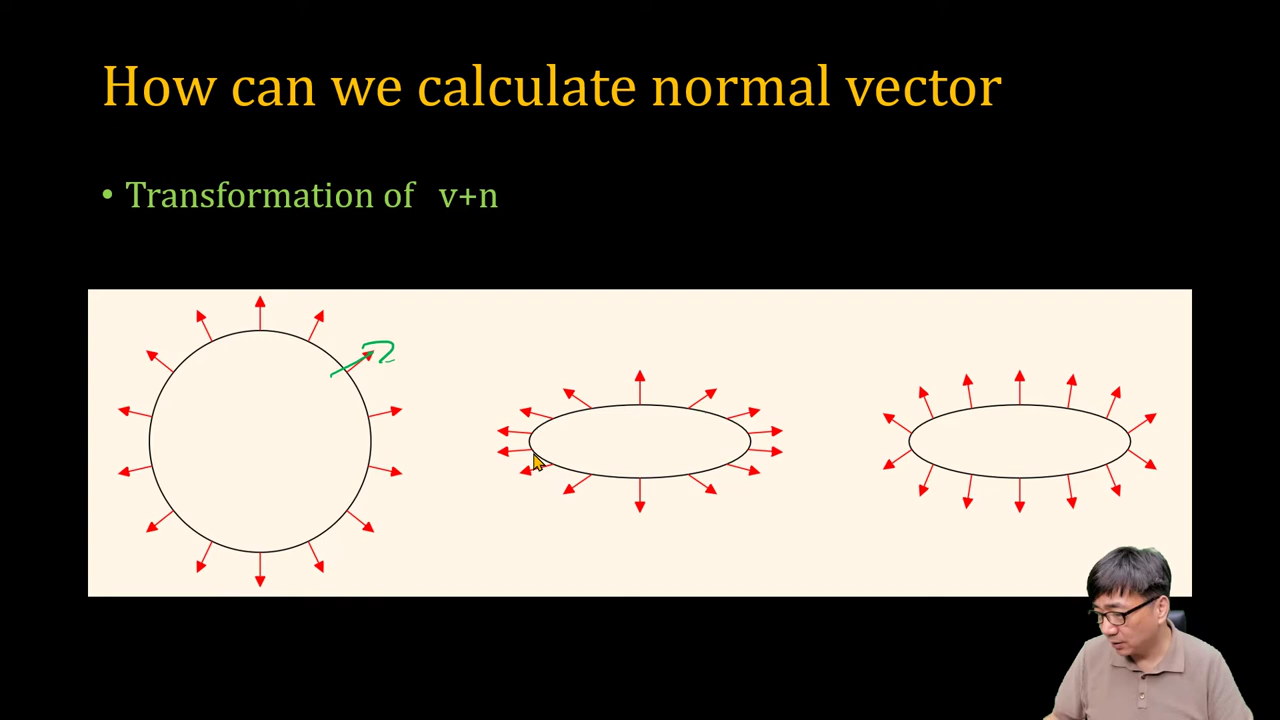 How can we calculate normal vector
• Transformation of v+n